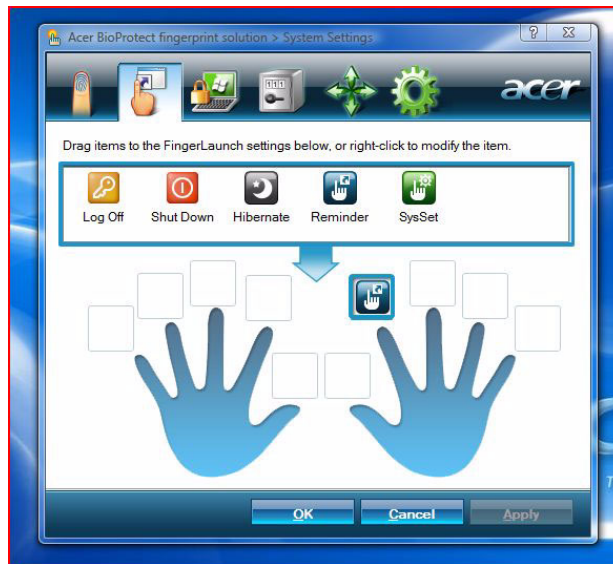 Acer BioProtect fingerprint solution > System Settings
acer
Drag items to the FingerLaunch settings below, or right-click to modify the item.
Log Off Shut Down Hibernate Reminder SysSet
OK Cancel Apply